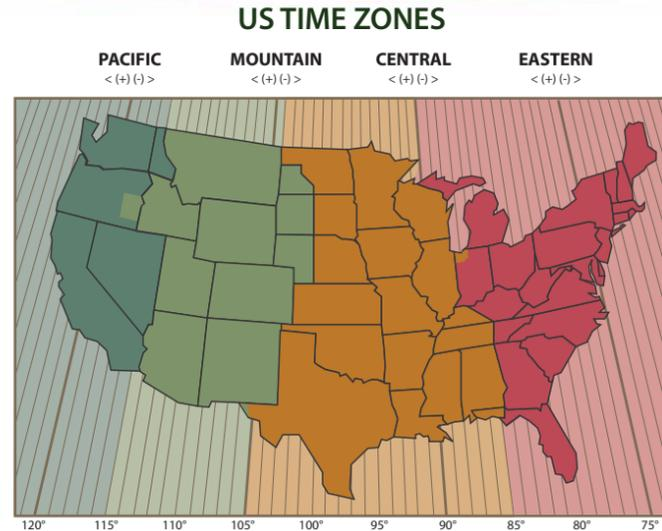 US TIME ZONES
PACIFIC MOUNTAIN CENTRAL EASTERN
< (+) (-) > < (+) (-) > < (+) (-) > < (+) (-) >
120° 115° 110° 105° 100° 95° 90° 85° 80° 75°